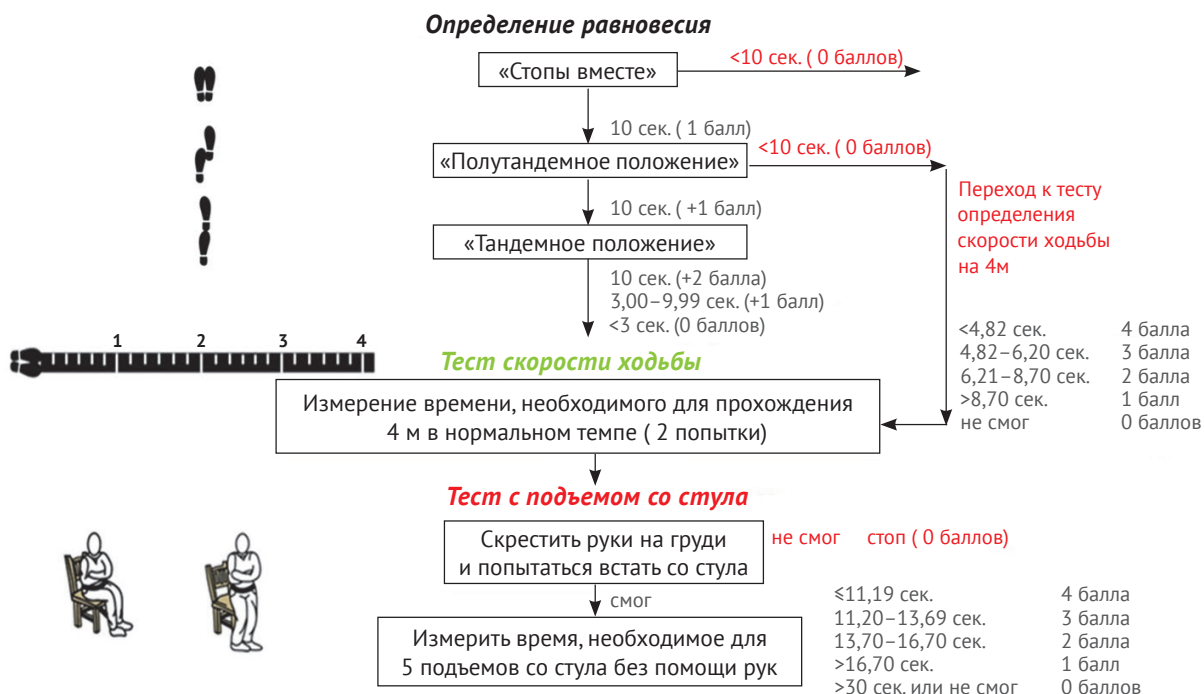 Определение равновесия
«Стопы вместе»
<10 сек. ( 0 баллов)
10 сек. ( 1 балл)
«Полутандемное положение»
<10 сек. ( 0 баллов)
Переход к тесту
определения
скорости ходьбы
на 4м
10 сек. ( +1 балл)
«Тандемное положение»
10 сек. (+2 балла)
3,00–9,99 сек. (+1 балл)
<3 сек. (0 баллов)
1 2 3 4
Тест скорости ходьбы
<4,82 сек. 4 балла
4,82–6,20 сек. 3 балла
6,21–8,70 сек. 2 балла
>8,70 сек. 1 балл
не смог 0 баллов
Измерение времени, необходимого для прохождения
4 м в нормальном темпе ( 2 попытки)
Тест с подъемом со стула
Скрестить руки на груди
и попытаться встать со стула
не смог стоп ( 0 баллов)
смог
Измерить время, необходимое для
5 подъемов со стула без помощи рук
≤11,19 сек. 4 балла
11,20–13,69 сек. 3 балла
13,70–16,70 сек. 2 балла
>16,70 сек. 1 балл
>30 сек. или не смог 0 баллов